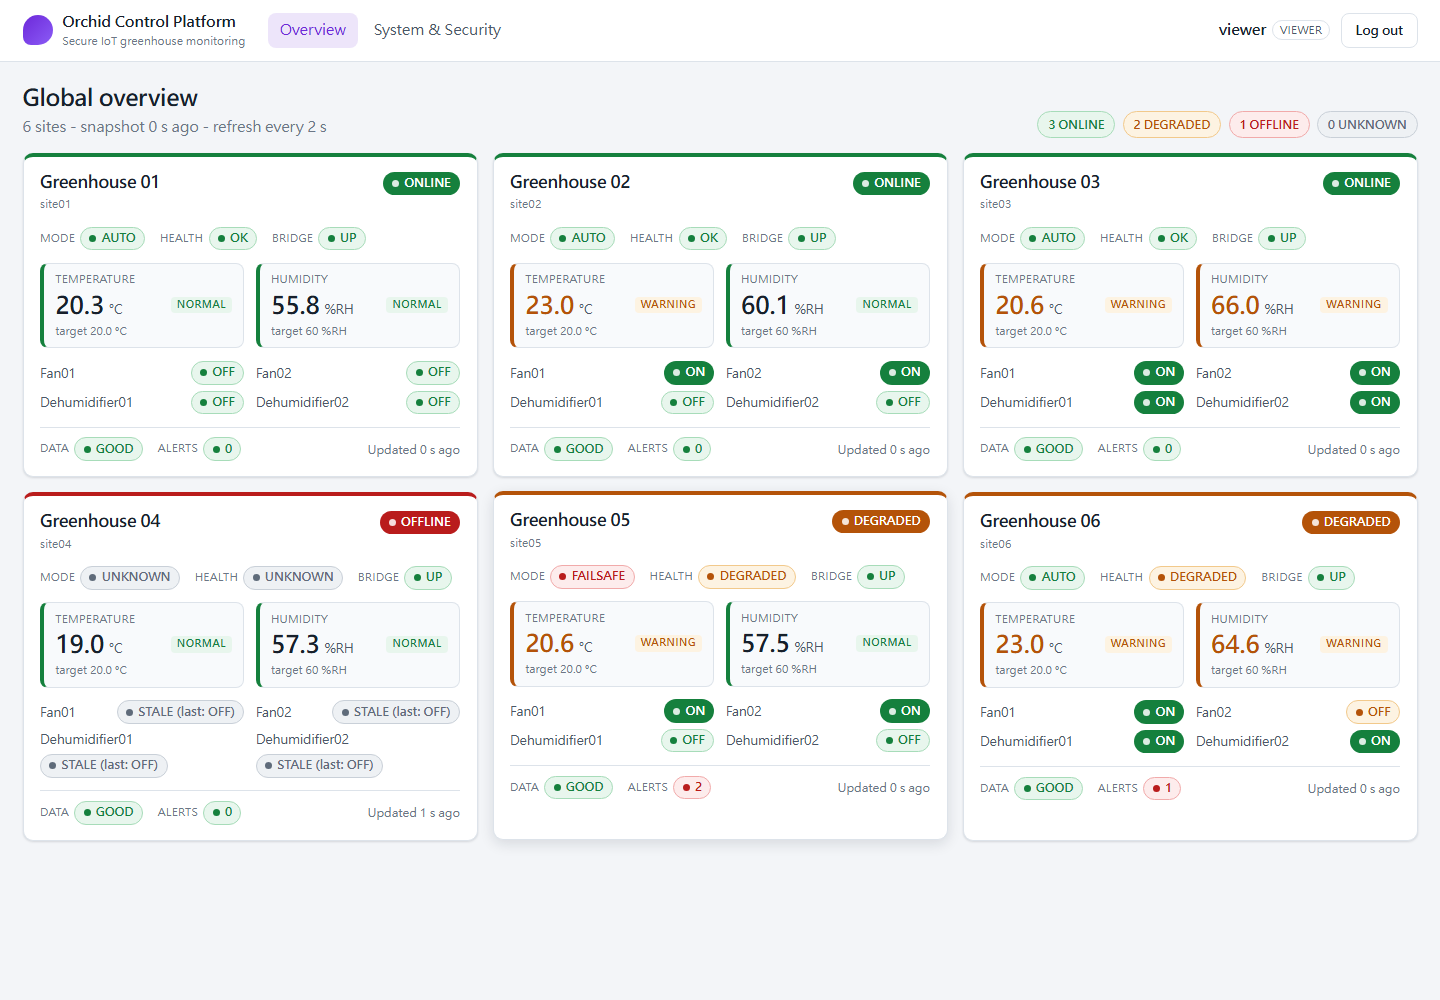 Orchid Control Platform
Secure IoT greenhouse monitoring
Overview
System & Security
viewer VIEWER
Log out
Global overview
6 sites - snapshot 0 s ago - refresh every 2 s
3 ONLINE
2 DEGRADED
1 OFFLINE
0 UNKNOWN
Greenhouse 01
ONLINE
site01
MODE AUTO HEALTH OK BRIDGE UP
TEMPERATURE
20.3 °C
NORMAL
target 20.0 °C
HUMIDITY
55.8 %RH
NORMAL
target 60 %RH
Fan01 OFF Fan02 OFF
Dehumidifier01 OFF Dehumidifier02 OFF
DATA GOOD ALERTS 0 Updated 0 s ago
Greenhouse 02
ONLINE
site02
MODE AUTO HEALTH OK BRIDGE UP
TEMPERATURE
23.0 °C
WARNING
target 20.0 °C
HUMIDITY
60.1 %RH
NORMAL
target 60 %RH
Fan01 ON Fan02 ON
Dehumidifier01 OFF Dehumidifier02 OFF
DATA GOOD ALERTS 0 Updated 0 s ago
Greenhouse 03
ONLINE
site03
MODE AUTO HEALTH OK BRIDGE UP
TEMPERATURE
20.6 °C
WARNING
target 20.0 °C
HUMIDITY
66.0 %RH
WARNING
target 60 %RH
Fan01 ON Fan02 ON
Dehumidifier01 ON Dehumidifier02 ON
DATA GOOD ALERTS 0 Updated 0 s ago
Greenhouse 04
OFFLINE
site04
MODE UNKNOWN HEALTH UNKNOWN BRIDGE UP
TEMPERATURE
19.0 °C
NORMAL
target 20.0 °C
HUMIDITY
57.3 %RH
NORMAL
target 60 %RH
Fan01 STALE (last: OFF) Fan02 STALE (last: OFF)
Dehumidifier01 Dehumidifier02
STALE (last: OFF) STALE (last: OFF)
DATA GOOD ALERTS 0 Updated 1 s ago
Greenhouse 05
DEGRADED
site05
MODE FAILSAFE HEALTH DEGRADED BRIDGE UP
TEMPERATURE
20.6 °C
WARNING
target 20.0 °C
HUMIDITY
57.5 %RH
NORMAL
target 60 %RH
Fan01 ON Fan02 ON
Dehumidifier01 OFF Dehumidifier02 OFF
DATA GOOD ALERTS 2 Updated 0 s ago
Greenhouse 06
DEGRADED
site06
MODE AUTO HEALTH DEGRADED BRIDGE UP
TEMPERATURE
23.0 °C
WARNING
target 20.0 °C
HUMIDITY
64.6 %RH
WARNING
target 60 %RH
Fan01 ON Fan02 OFF
Dehumidifier01 ON Dehumidifier02 ON
DATA GOOD ALERTS 1 Updated 0 s ago